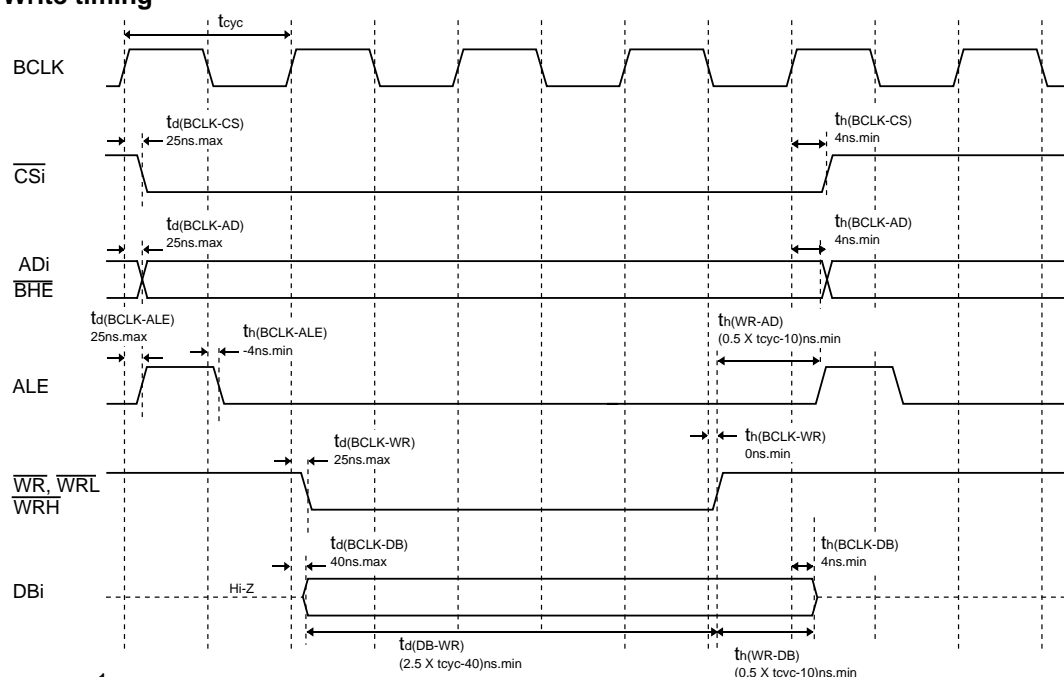 Write timing
tcyc
BCLK
td(BCLK-CS)
25ns.max
th(BCLK-CS)
4ns.min
CSi
td(BCLK-AD)
25ns.max
th(BCLK-AD)
4ns.min
ADi
BHE
td(BCLK-ALE)
25ns.max
th(BCLK-ALE)
-4ns.min
th(WR-AD)
(0.5 X tcyc-10)ns.min
ALE
td(BCLK-WR)
25ns.max
th(BCLK-WR)
0ns.min
WR, WRL
WRH
td(BCLK-DB)
40ns.max
th(BCLK-DB)
4ns.min
DBi
Hi-Z
td(DB-WR)
(2.5 X tcyc-40)ns.min
th(WR-DB)
(0.5 X tcyc-10)ns.min